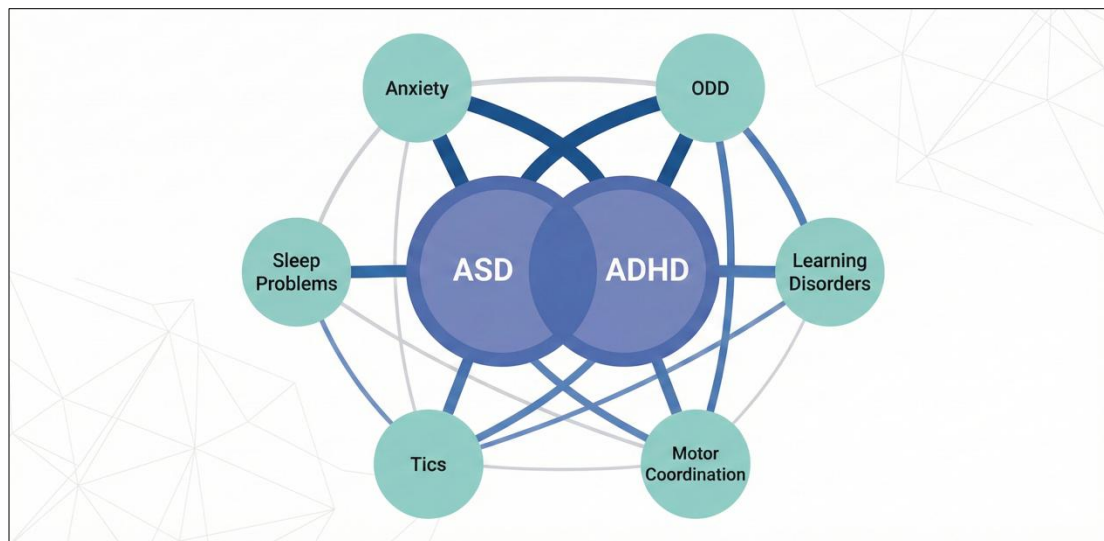 Anxiety
ODD
Sleep
Problems
ASD
ADHD
Learning
Disorders
Tics
Motor
Coordination